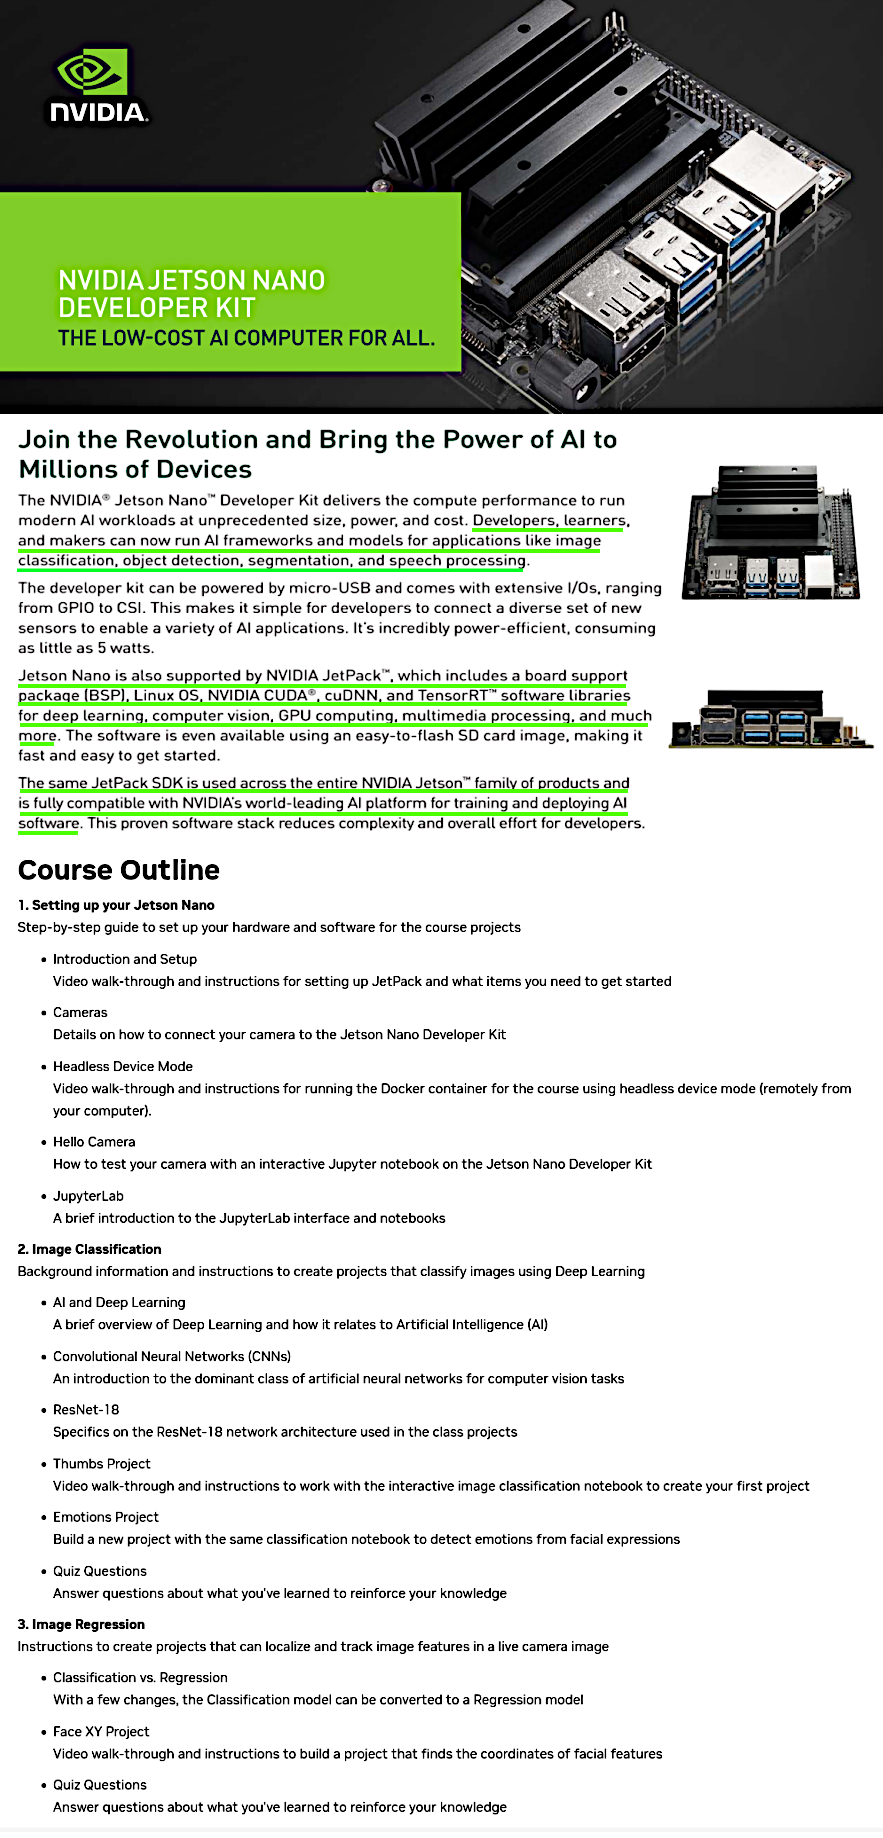 NVIDIA.
NVIDIA JETSON NANO
DEVELOPER KIT
THE LOW-COST AI COMPUTER FOR ALL.
Join the Revolution and Bring the Power of AI to
Millions of Devices
The NVIDIA® Jetson Nano™ Developer Kit delivers the compute performance to run
modern AI workloads at unprecedented size, power, and cost. Developers, learners,
and makers can now run AI frameworks and models for applications like image
classification, object detection, segmentation, and speech processing.
The developer kit can be powered by micro-USB and comes with extensive I/Os, ranging
from GPIO to CSI. This makes it simple for developers to connect a diverse set of new
sensors to enable a variety of AI applications. It's incredibly power-efficient, consuming
as little as 5 watts.
Jetson Nano is also supported by NVIDIA JetPack™, which includes a board support
package (BSP), Linux OS, NVIDIA CUDA®, cuDNN, and TensorRT™ software libraries
for deep learning, computer vision, GPU computing, multimedia processing, and much
more. The software is even available using an easy-to-flash SD card image, making it
fast and easy to get started.
The same JetPack SDK is used across the entire NVIDIA Jetson™ family of products and
is fully compatible with NVIDIA's world-leading AI platform for training and deploying AI
software. This proven software stack reduces complexity and overall effort for developers.
Course Outline
1. Setting up your Jetson Nano
Step-by-step guide to set up your hardware and software for the course projects
• Introduction and Setup
Video walk-through and instructions for setting up JetPack and what items you need to get started
• Cameras
Details on how to connect your camera to the Jetson Nano Developer Kit
• Headless Device Mode
Video walk-through and instructions for running the Docker container for the course using headless device mode (remotely from
your computer).
• Hello Camera
How to test your camera with an interactive Jupyter notebook on the Jetson Nano Developer Kit
• JupyterLab
A brief introduction to the JupyterLab interface and notebooks
2. Image Classification
Background information and instructions to create projects that classify images using Deep Learning
• AI and Deep Learning
A brief overview of Deep Learning and how it relates to Artificial Intelligence (AI)
• Convolutional Neural Networks (CNNs)
An introduction to the dominant class of artificial neural networks for computer vision tasks
• ResNet-18
Specifics on the ResNet-18 network architecture used in the class projects
• Thumbs Project
Video walk-through and instructions to work with the interactive image classification notebook to create your first project
• Emotions Project
Build a new project with the same classification notebook to detect emotions from facial expressions
• Quiz Questions
Answer questions about what you've learned to reinforce your knowledge
3. Image Regression
Instructions to create projects that can localize and track image features in a live camera image
• Classification vs. Regression
With a few changes, the Classification model can be converted to a Regression model
• Face XY Project
Video walk-through and instructions to build a project that finds the coordinates of facial features
• Quiz Questions
Answer questions about what you've learned to reinforce your knowledge